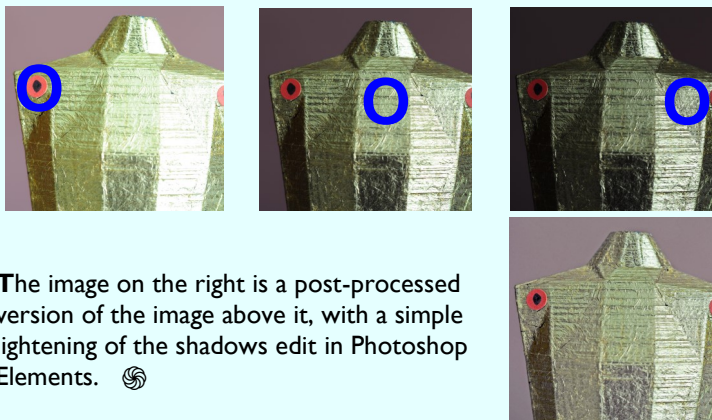 O
O
O
The image on the right is a post-processed
version of the image above it, with a simple
lightening of the shadows edit in Photoshop
Elements.